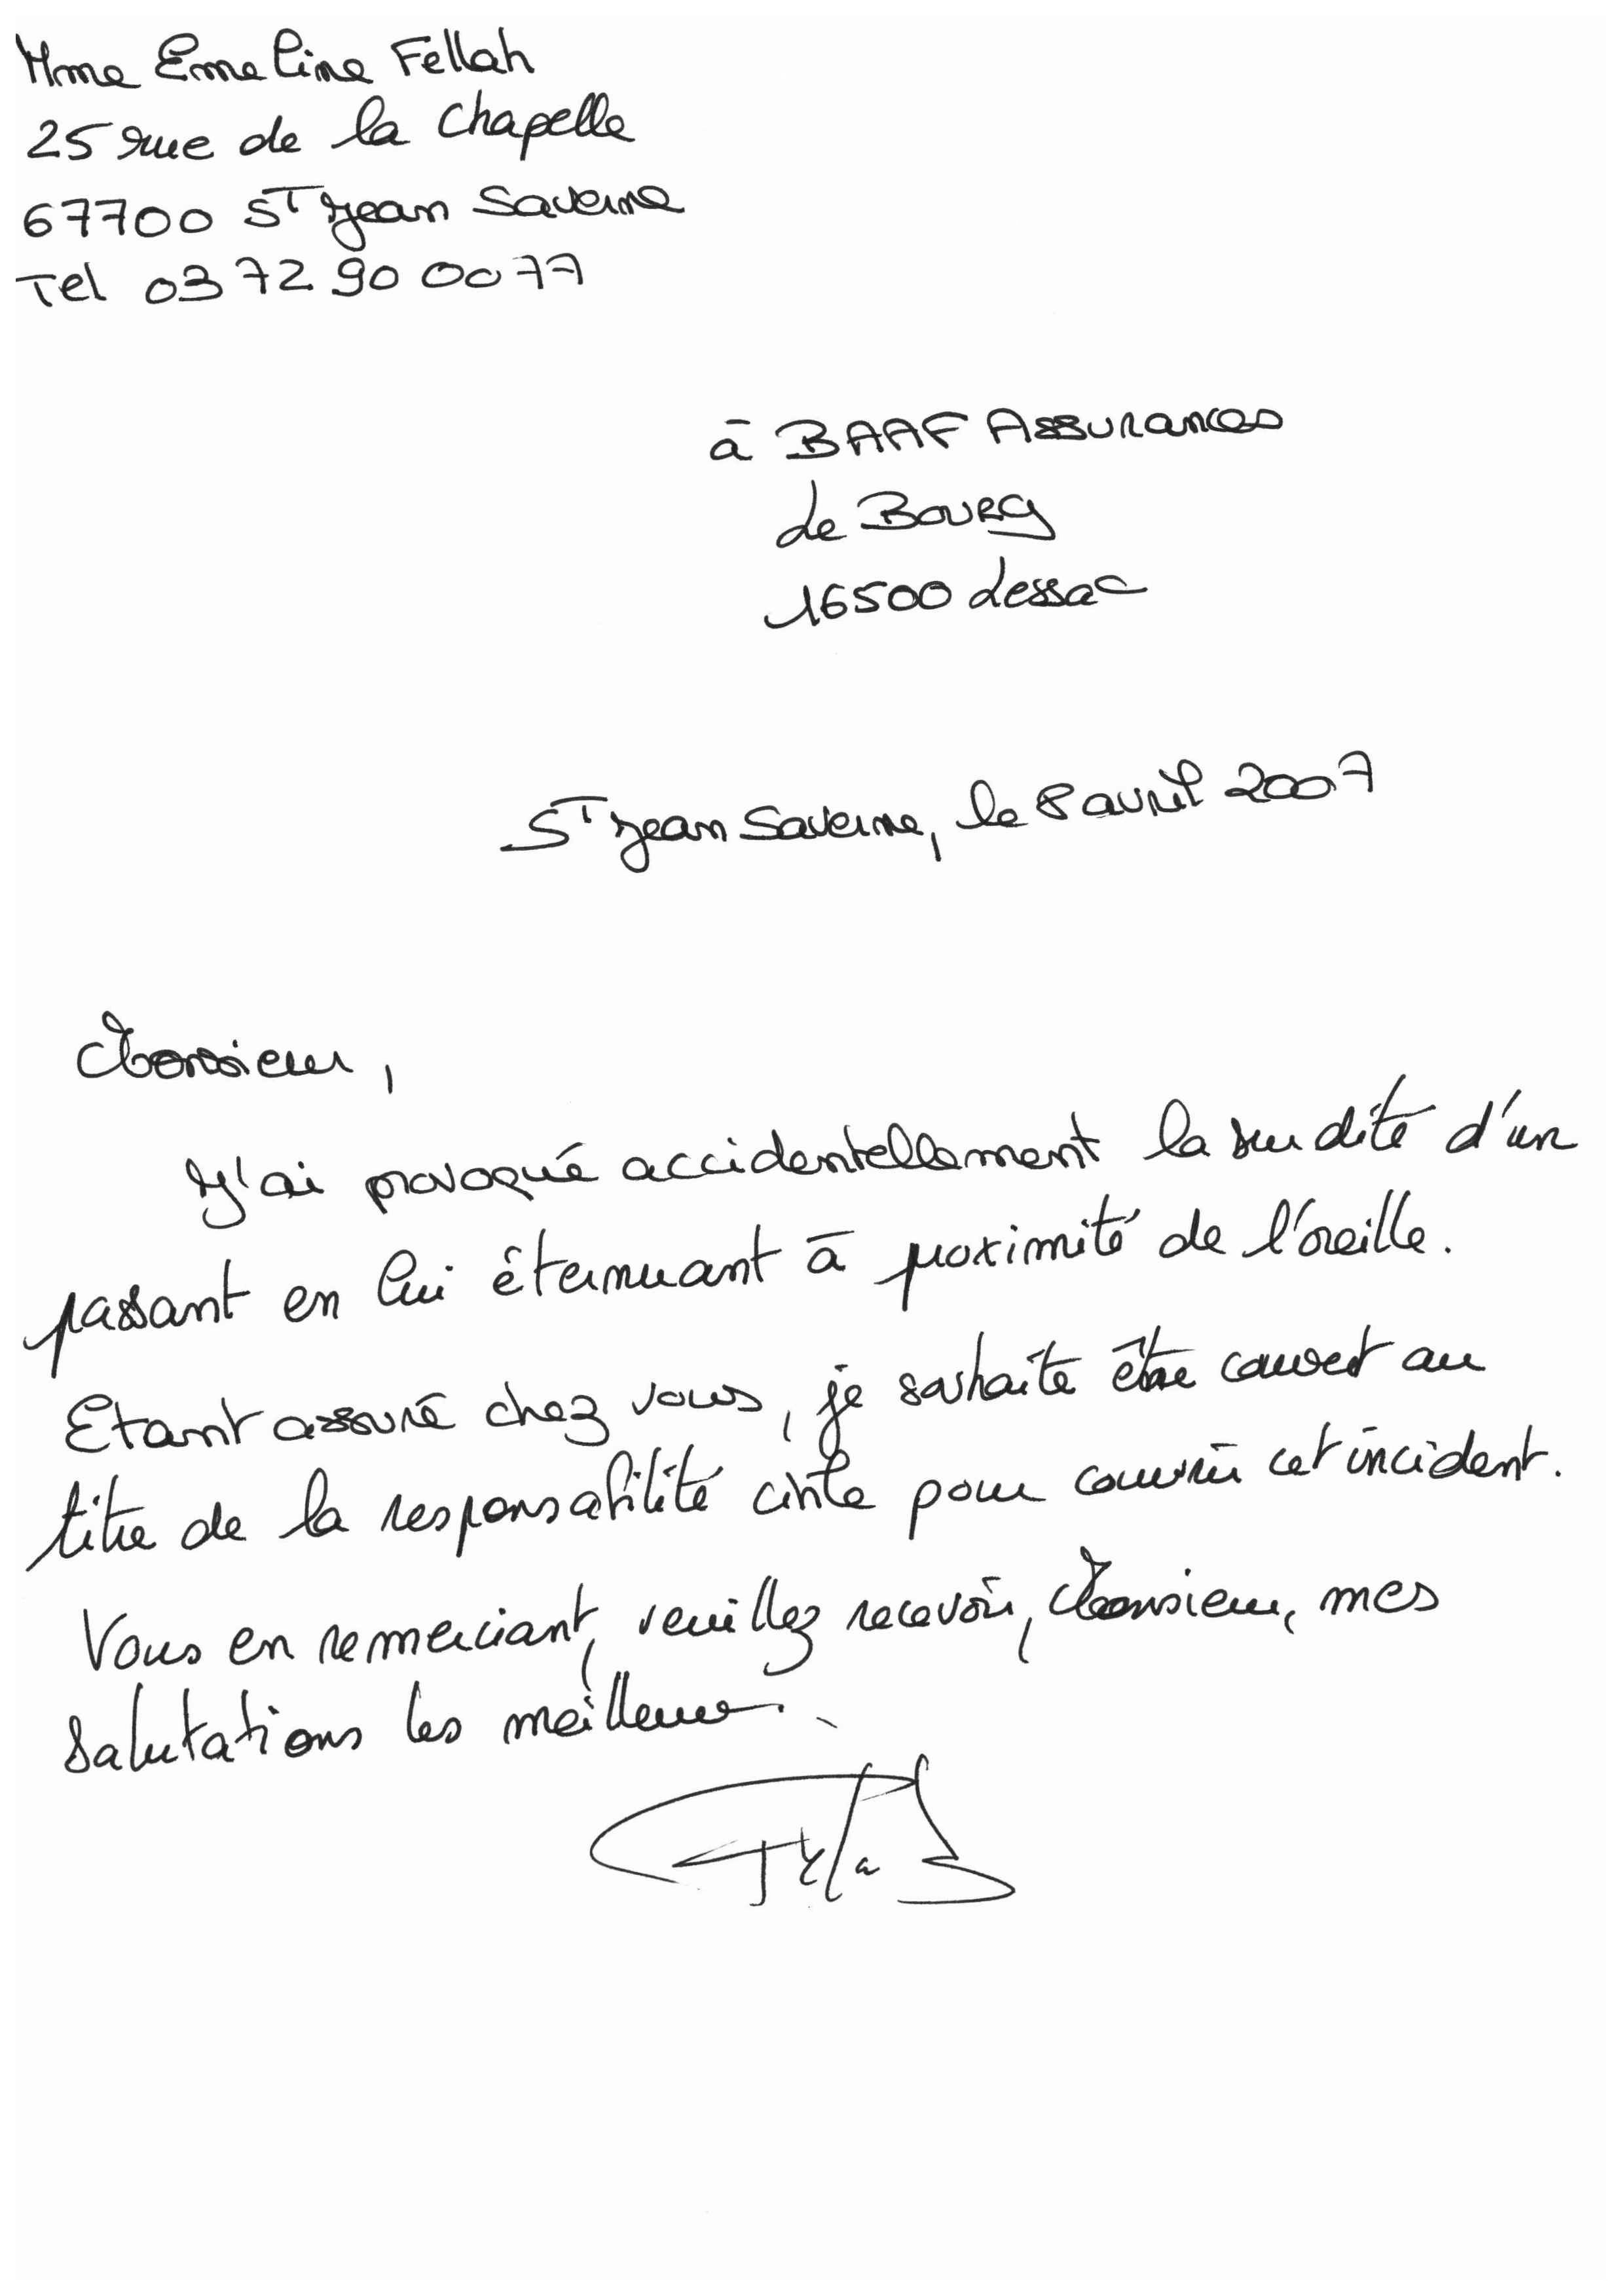 Mme Emeline Fellah
25 rue de la chapelle
67700 St Jean Saverne
Tel 03 72 90 00 77
à BAAF Assurances
Le Bourg
16500 Lessac
St Jean Saverne, le 8 avril 2007
Monsieur,
J'ai provoqué accidentellement la surdité d'un
passant en lui éternuant à proximité de l'oreille.
Etant assuré chez vous, je souhaite être couvert au
titre de la responsabilité civile pour couvrir cet incident.
Vous en remerciant, veuillez recevoir, Monsieur, mes
salutations les meilleures.